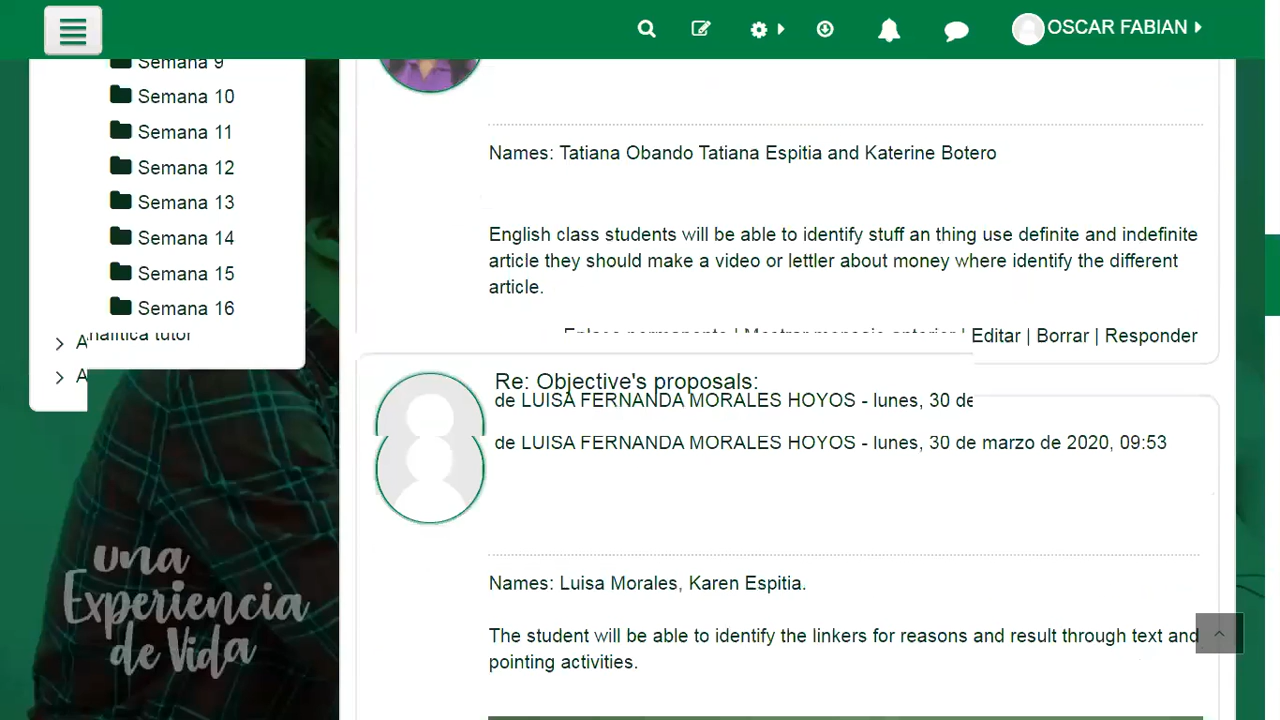 OSCAR FABIAN
Semana 9
Semana 10
Semana 11
Semana 12
Semana 13
Semana 14
Semana 15
Semana 16
A
A
Names: Tatiana Obando Tatiana Espitia and Katerine Botero
English class students will be able to identify stuff an thing use definite and indefinite
article they should make a video or lettler about money where identify the different
article.
Enlace permanente | Mostrar mensaje anterior | Editar | Borrar | Responder
Re: Objective's proposals:
de LUISA FERNANDA MORALES HOYOS - lunes, 30 de
de LUISA FERNANDA MORALES HOYOS - lunes, 30 de marzo de 2020, 09:53
Names: Luisa Morales, Karen Espitia.
The student will be able to identify the linkers for reasons and result through text and
pointing activities.
una
Experiencia
de Vida